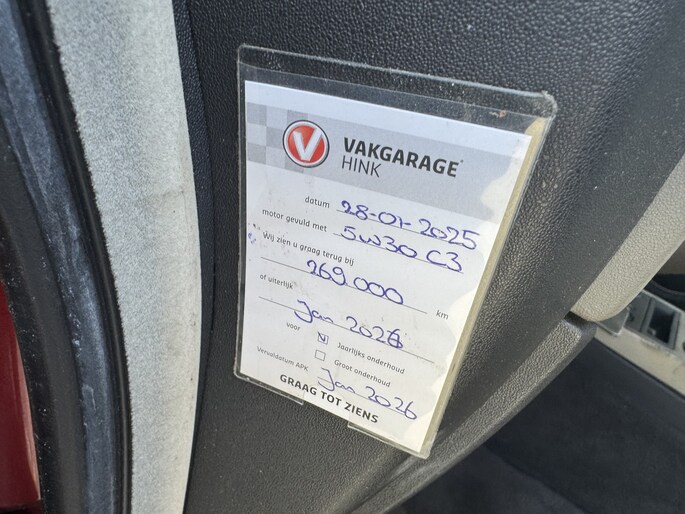 V
VAKGARAGE
HINK
datum 28-01-2025
motor gevuld met 5W30 C3
Wij zien u graag terug bij
269.000 km
of uiterlijk
Jan 2026
voor
Jaarlijks onderhoud
Groot onderhoud
Vervaldatum APK Jan 2026
GRAAG TOT ZIENS